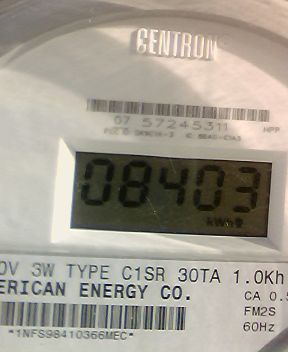 CENTRON
07 57245311
HPP
08403
kWh
0V 3W TYPE C1SR 30TA 1.0Kh
ERICAN ENERGY CO.
CA 0.5
FM2S
60Hz
*1NFS98410366MEC*